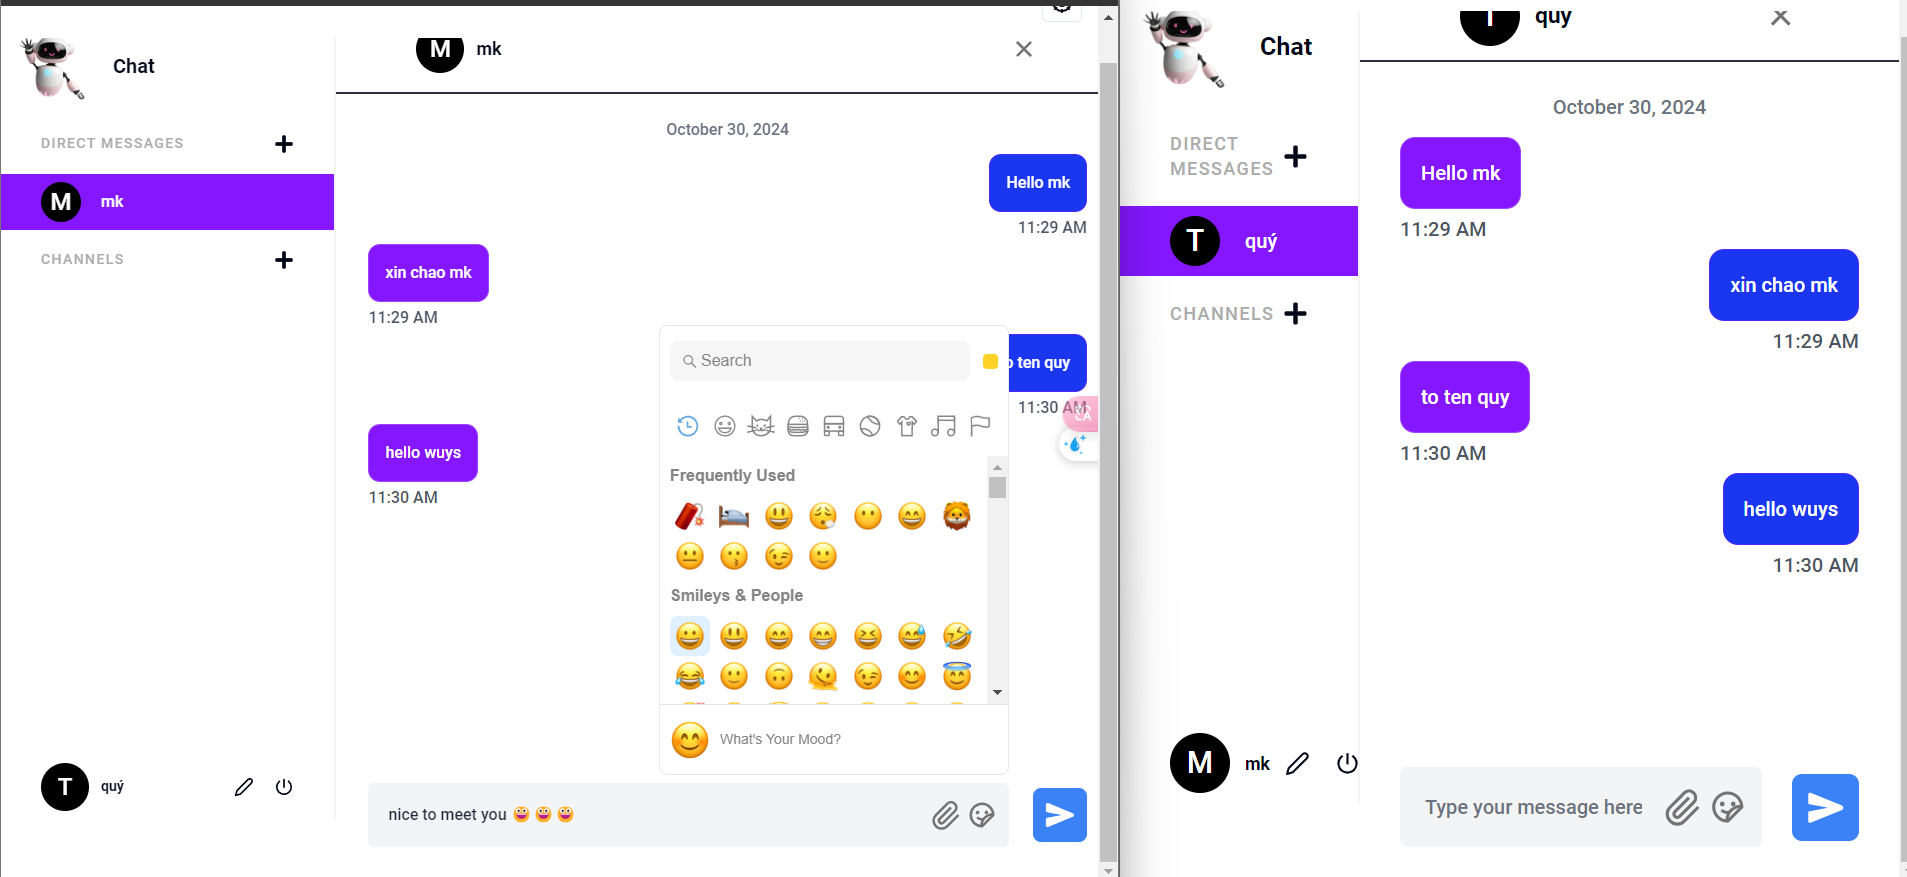 Chat
DIRECT MESSAGES
M mk
CHANNELS
T quý
M mk
October 30, 2024
Hello mk
11:29 AM
xin chao mk
11:29 AM
ten quy
11:30 AM
hello wuys
11:30 AM
Search
Frequently Used
Smileys & People
What's Your Mood?
nice to meet you 🤪 🤪 🤪
Chat
DIRECT
MESSAGES
T quý
CHANNELS
M mk
T quý
October 30, 2024
Hello mk
11:29 AM
xin chao mk
11:29 AM
to ten quy
11:30 AM
hello wuys
11:30 AM
Type your message here